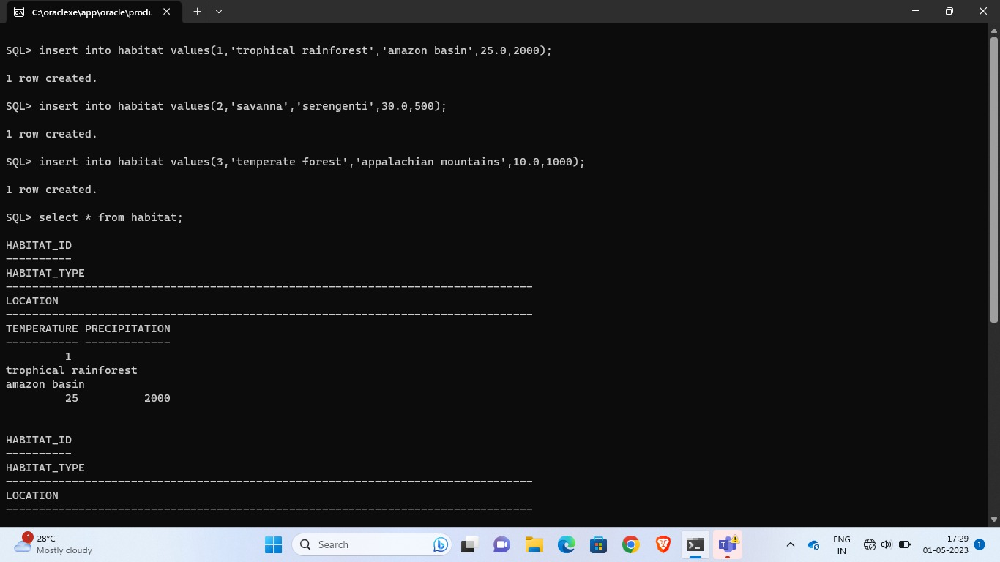 C:\oraclexe\app\oracle\produ
SQL> insert into habitat values(1,'trophical rainforest','amazon basin',25.0,2000);
1 row created.
SQL> insert into habitat values(2,'savanna','serengenti',30.0,500);
1 row created.
SQL> insert into habitat values(3,'temperate forest','appalachian mountains',10.0,1000);
1 row created.
SQL> select * from habitat;
HABITAT_ID
----------
HABITAT_TYPE
--------------------------------------------------------------------------------
LOCATION
--------------------------------------------------------------------------------
TEMPERATURE PRECIPITATION
----------- -------------
1
trophical rainforest
amazon basin
25 2000
HABITAT_ID
----------
HABITAT_TYPE
--------------------------------------------------------------------------------
LOCATION
--------------------------------------------------------------------------------
1
28°C
Mostly cloudy
Search
ENG
IN
17:29
01-05-2023
1